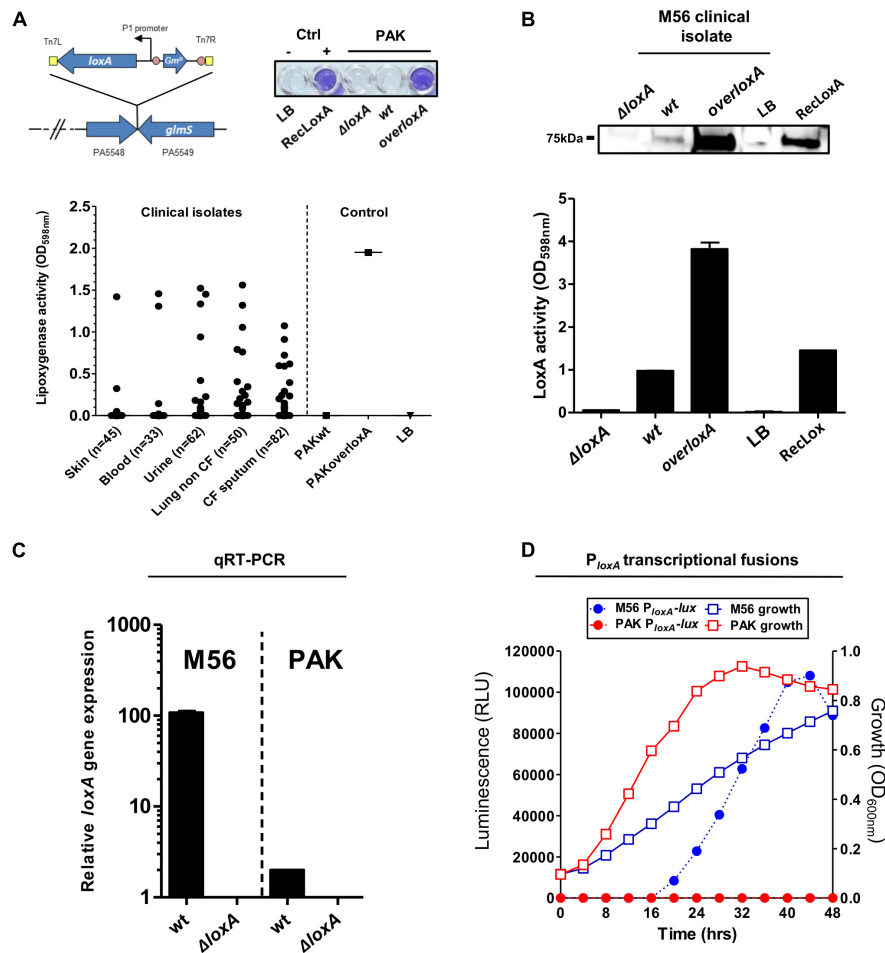 A
P1 promoter
Tn7L
Tn7R
loxA
Gmᴿ
glmS
PA5548
PA5549
Ctrl
PAK
-
+
LB
RecLoxA
ΔloxA
wt
overloxA
Lipoxygenase activity (OD598nm)
Clinical isolates
Control
2.5
2.0
1.5
1.0
0.5
0.0
Skin (n=45)
Blood (n=33)
Urine (n=62)
Lung non CF (n=50)
CF sputum (n=82)
PAKwt
PAKoverloxA
LB
B
M56 clinical
isolate
ΔloxA
wt
overloxA
LB
RecLoxA
75kDa
LoxA activity (OD598nm)
5
4
3
2
1
0
ΔloxA
wt
overloxA
LB
RecLox
C
qRT-PCR
Relative loxA gene expression
1000
100
10
1
M56
PAK
wt
ΔloxA
wt
ΔloxA
D
PloxA transcriptional fusions
M56 PloxA-lux
M56 growth
PAK PloxA-lux
PAK growth
Luminescence (RLU)
120000
100000
80000
60000
40000
20000
0
1.0
0.8
0.6
0.4
0.2
0.0
Growth (OD600nm)
0 8 16 24 32 40 48
Time (hrs)